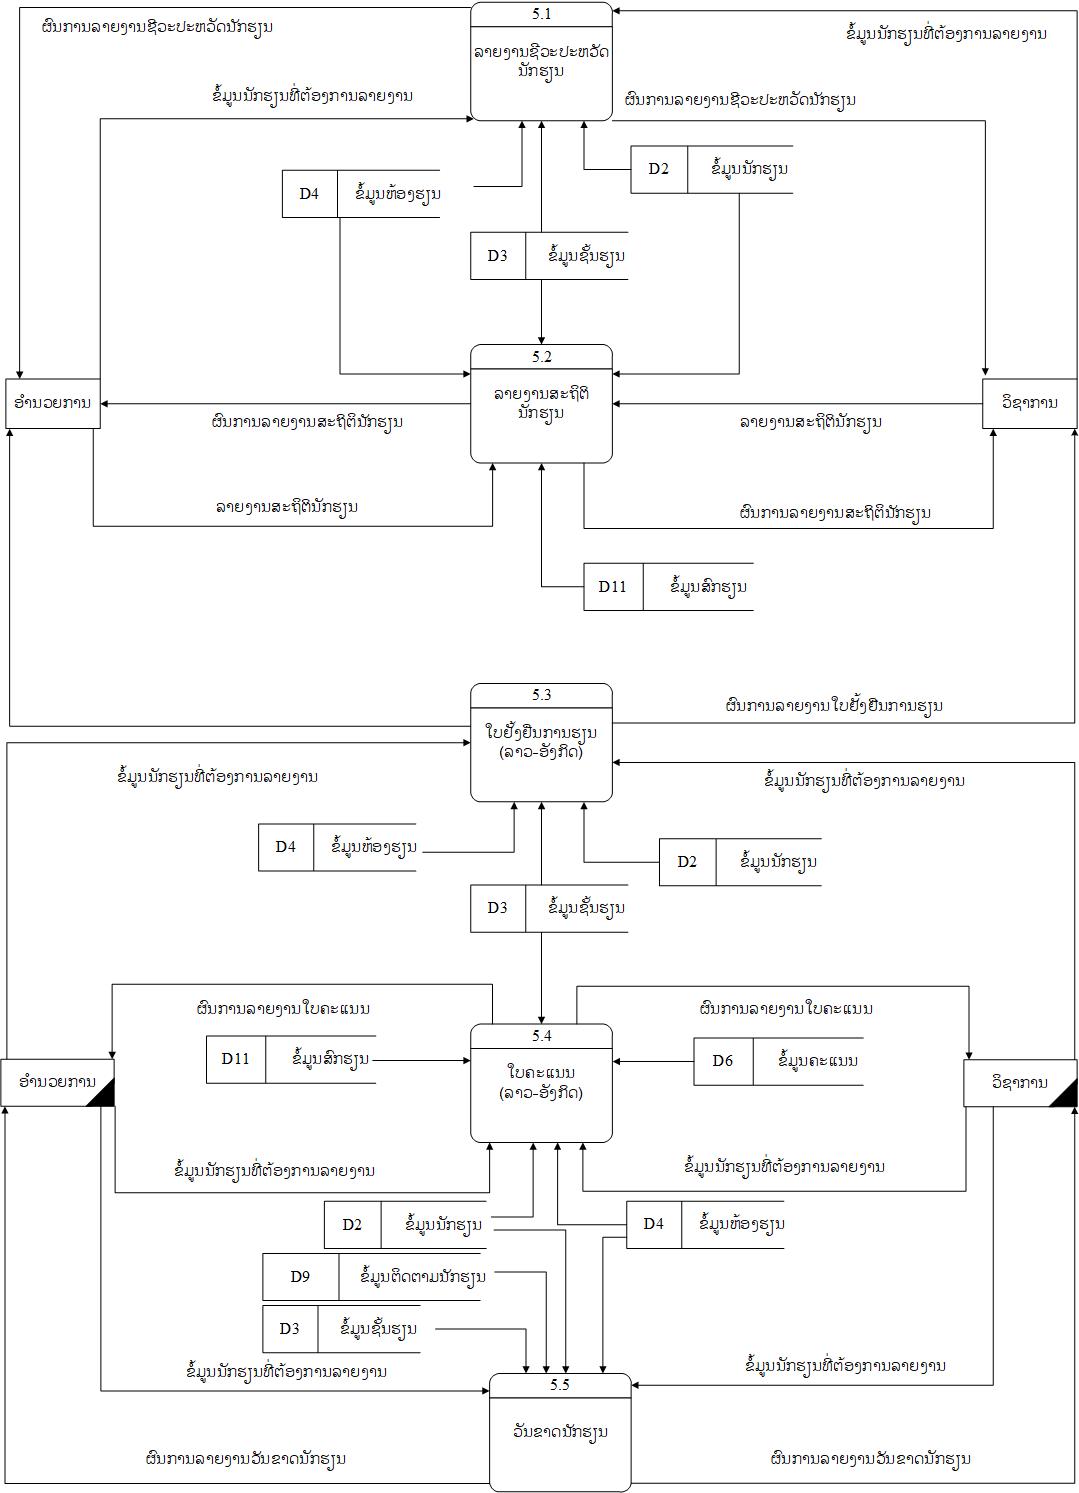 5.1
ຜົນການລາຍງານຊີວະປະຫວັດນັກຮຽນ
ຂໍ້ມູນນັກຮຽນທີ່ຕ້ອງການລາຍງານ
ລາຍງານຊີວະປະຫວັດ
ນັກຮຽນ
ຂໍ້ມູນນັກຮຽນທີ່ຕ້ອງການລາຍງານ
ຜົນການລາຍງານຊີວະປະຫວັດນັກຮຽນ
D2 ຂໍ້ມູນນັກຮຽນ
D4 ຂໍ້ມູນຫ້ອງຮຽນ
D3 ຂໍ້ມູນຊັ້ນຮຽນ
5.2
ລາຍງານສະຖິຕິ
ນັກຮຽນ
ອຳນວຍການ
ວິຊາການ
ຜົນການລາຍງານສະຖິຕິນັກຮຽນ
ລາຍງານສະຖິຕິນັກຮຽນ
ລາຍງານສະຖິຕິນັກຮຽນ
ຜົນການລາຍງານສະຖິຕິນັກຮຽນ
D11 ຂໍ້ມູນສົກຮຽນ
5.3
ຜົນການລາຍງານໃບຢັ້ງຢືນການຮຽນ
ໃບຢັ້ງຢືນການຮຽນ
(ລາວ-ອັງກິດ)
ຂໍ້ມູນນັກຮຽນທີ່ຕ້ອງການລາຍງານ
ຂໍ້ມູນນັກຮຽນທີ່ຕ້ອງການລາຍງານ
D4 ຂໍ້ມູນຫ້ອງຮຽນ
D2 ຂໍ້ມູນນັກຮຽນ
D3 ຂໍ້ມູນຊັ້ນຮຽນ
ຜົນການລາຍງານໃບຄະແນນ
ຜົນການລາຍງານໃບຄະແນນ
5.4
D11 ຂໍ້ມູນສົກຮຽນ
D6 ຂໍ້ມູນຄະແນນ
ໃບຄະແນນ
(ລາວ-ອັງກິດ)
ອຳນວຍການ
ວິຊາການ
ຂໍ້ມູນນັກຮຽນທີ່ຕ້ອງການລາຍງານ
ຂໍ້ມູນນັກຮຽນທີ່ຕ້ອງການລາຍງານ
D2 ຂໍ້ມູນນັກຮຽນ
D4 ຂໍ້ມູນຫ້ອງຮຽນ
D9 ຂໍ້ມູນຕິດຕາມນັກຮຽນ
D3 ຂໍ້ມູນຊັ້ນຮຽນ
ຂໍ້ມູນນັກຮຽນທີ່ຕ້ອງການລາຍງານ
ຂໍ້ມູນນັກຮຽນທີ່ຕ້ອງການລາຍງານ
5.5
ວັນຂາດນັກຮຽນ
ຜົນການລາຍງານວັນຂາດນັກຮຽນ
ຜົນການລາຍງານວັນຂາດນັກຮຽນ